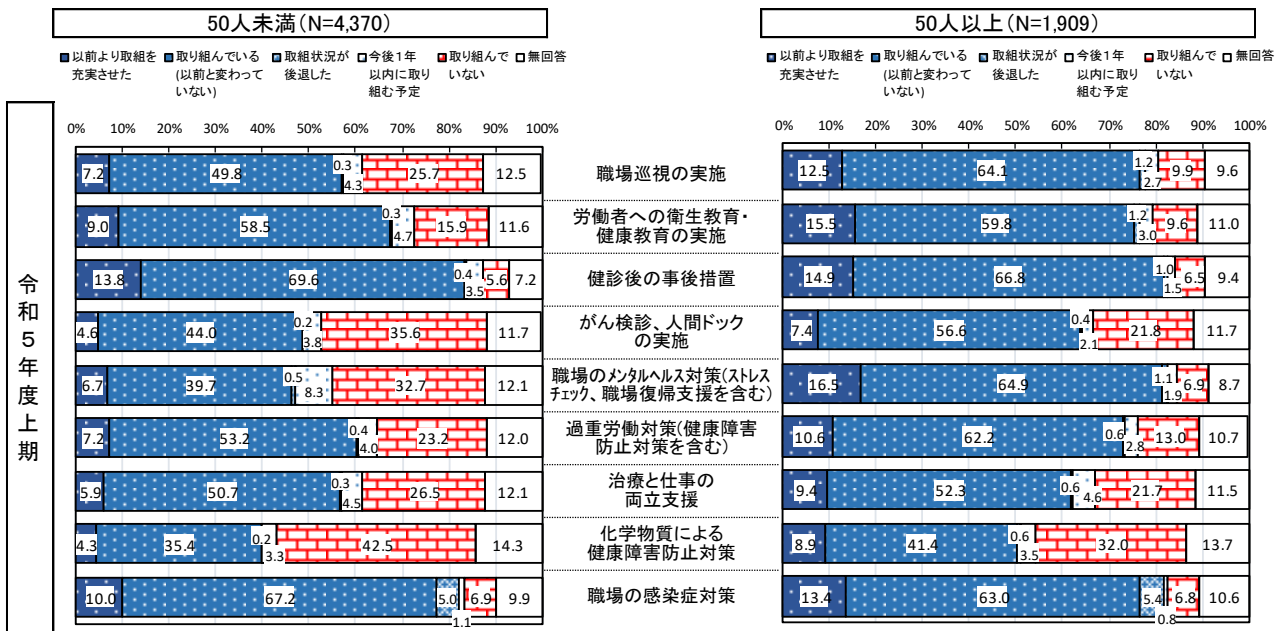 50人未満(N=4,370)
50人以上(N=1,909)
以前より取組を
充実させた
取り組んでいる
(以前と変わって
いない)
取組状況が
後退した
今後1年
以内に取り
組む予定
取り組んで
いない
無回答
以前より取組を
充実させた
取り組んでいる
(以前と変わって
いない)
取組状況が
後退した
今後1年
以内に取り
組む予定
取り組んで
いない
無回答
令和5年度上期
0% 10% 20% 30% 40% 50% 60% 70% 80% 90% 100%
0% 10% 20% 30% 40% 50% 60% 70% 80% 90% 100%
7.2 49.8 0.3 4.3 25.7 12.5
職場巡視の実施
12.5 64.1 1.2 2.7 9.9 9.6
9.0 58.5 0.3 4.7 15.9 11.6
労働者への衛生教育・
健康教育の実施
15.5 59.8 1.2 3.0 9.6 11.0
13.8 69.6 0.4 3.5 5.6 7.2
健診後の事後措置
14.9 66.8 1.0 1.5 6.5 9.4
4.6 44.0 0.2 3.8 35.6 11.7
がん検診、人間ドック
の実施
7.4 56.6 0.4 2.1 21.8 11.7
6.7 39.7 0.5 8.3 32.7 12.1
職場のメンタルヘルス対策(ストレス
チェック、職場復帰支援を含む)
16.5 64.9 1.1 1.9 6.9 8.7
7.2 53.2 0.4 4.0 23.2 12.0
過重労働対策(健康障害
防止対策を含む)
10.6 62.2 0.6 2.8 13.0 10.7
5.9 50.7 0.3 4.5 26.5 12.1
治療と仕事の
両立支援
9.4 52.3 0.6 4.6 21.7 11.5
4.3 35.4 0.2 3.3 42.5 14.3
化学物質による
健康障害防止対策
8.9 41.4 0.6 3.5 32.0 13.7
10.0 67.2 5.0 1.1 6.9 9.9
職場の感染症対策
13.4 63.0 5.4 0.8 6.8 10.6